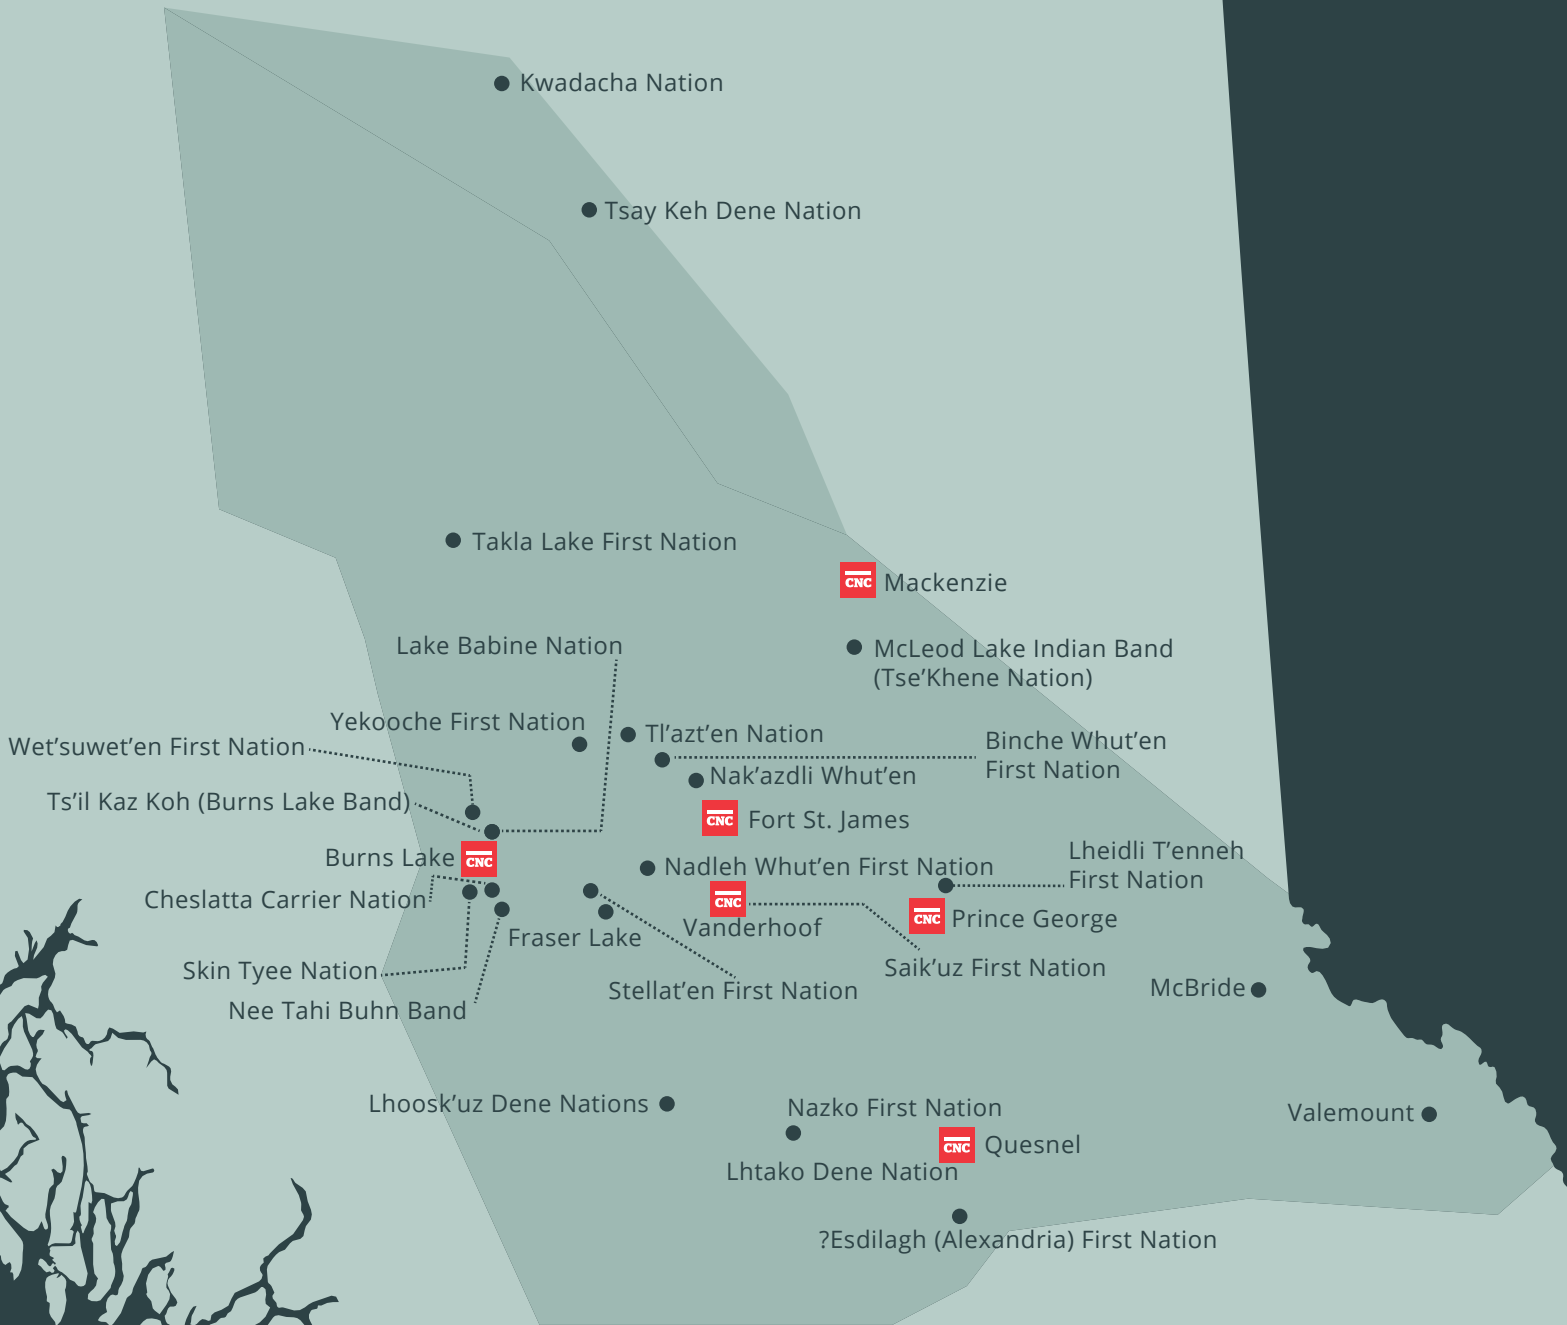 Kwadacha Nation
Tsay Keh Dene Nation
Takla Lake First Nation
CNC Mackenzie
Lake Babine Nation
McLeod Lake Indian Band
(Tse’Khene Nation)
Yekooche First Nation
Tl’azt’en Nation
Wet’suwet’en First Nation
Binche Whut’en
First Nation
Nak’azdli Whut’en
Ts’il Kaz Koh (Burns Lake Band)
CNC Fort St. James
Burns Lake CNC
Nadleh Whut’en First Nation
Lheidli T’enneh
First Nation
Cheslatta Carrier Nation
CNC
Vanderhoof
CNC Prince George
Fraser Lake
Skin Tyee Nation
Saik’uz First Nation
Stellat’en First Nation
McBride
Nee Tahi Buhn Band
Lhoosk’uz Dene Nations
Nazko First Nation
Valemount
CNC Quesnel
Lhtako Dene Nation
?Esdilagh (Alexandria) First Nation